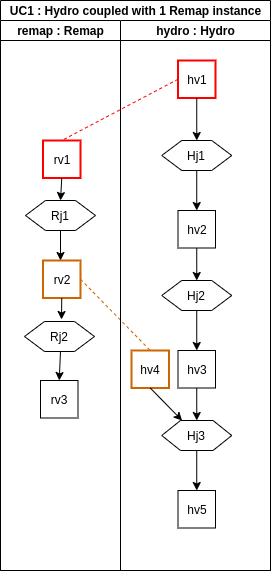 UC1 : Hydro coupled with 1 Remap instance
remap : Remap
hydro : Hydro
hv1
rv1
Hj1
Rj1
hv2
rv2
Hj2
Rj2
hv4
hv3
rv3
Hj3
hv5